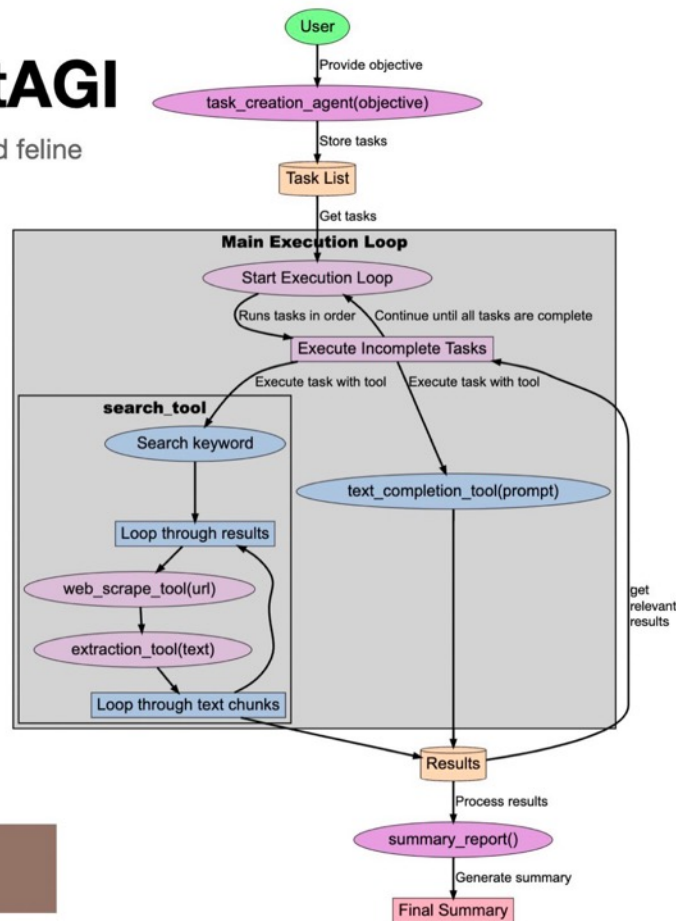 User
Provide objective
tAGI
task_creation_agent(objective)
d feline
Store tasks
Task List
Get tasks
Main Execution Loop
Start Execution Loop
Runs tasks in order
Continue until all tasks are complete
Execute Incomplete Tasks
Execute task with tool
Execute task with tool
search_tool
Search keyword
text_completion_tool(prompt)
Loop through results
web_scrape_tool(url)
get
relevant
results
extraction_tool(text)
Loop through text chunks
Results
Process results
summary_report()
Generate summary
Final Summary